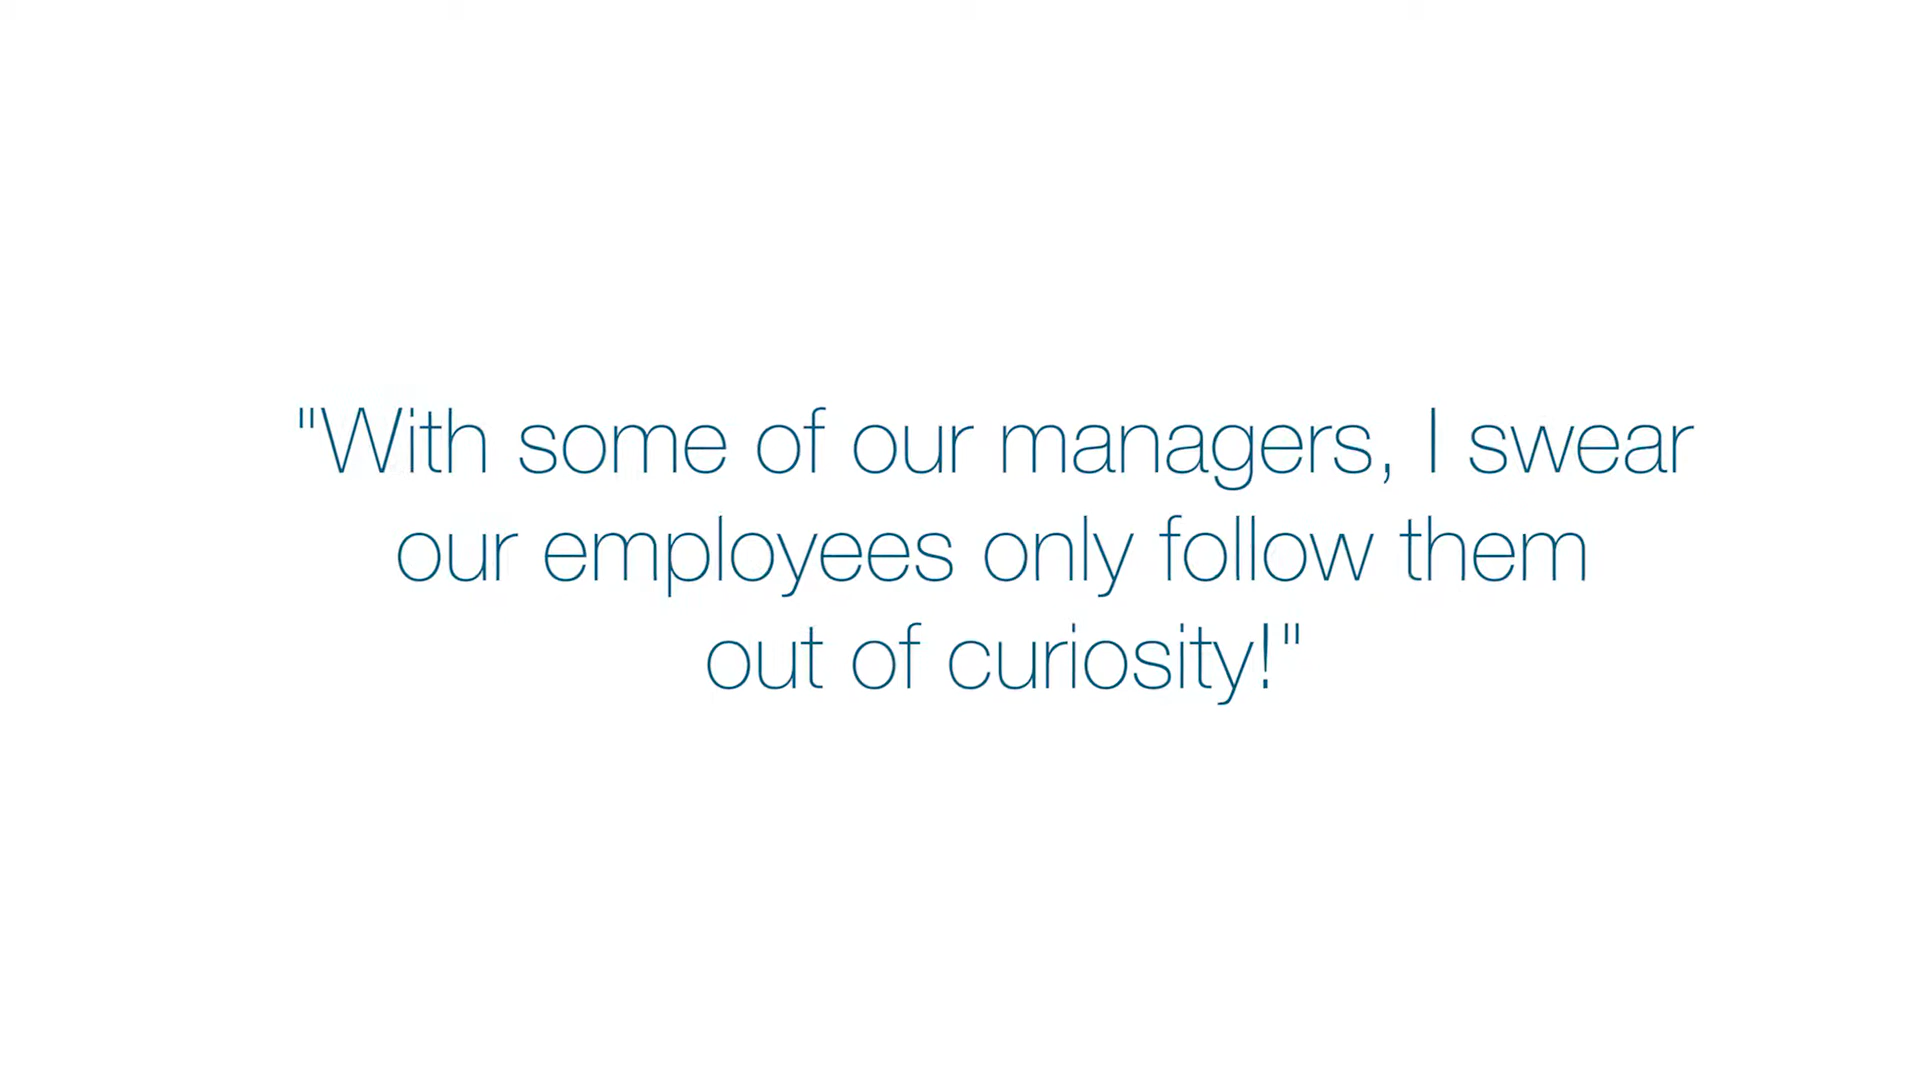 "With some of our managers, I swear
our employees only follow them
out of curiosity!"